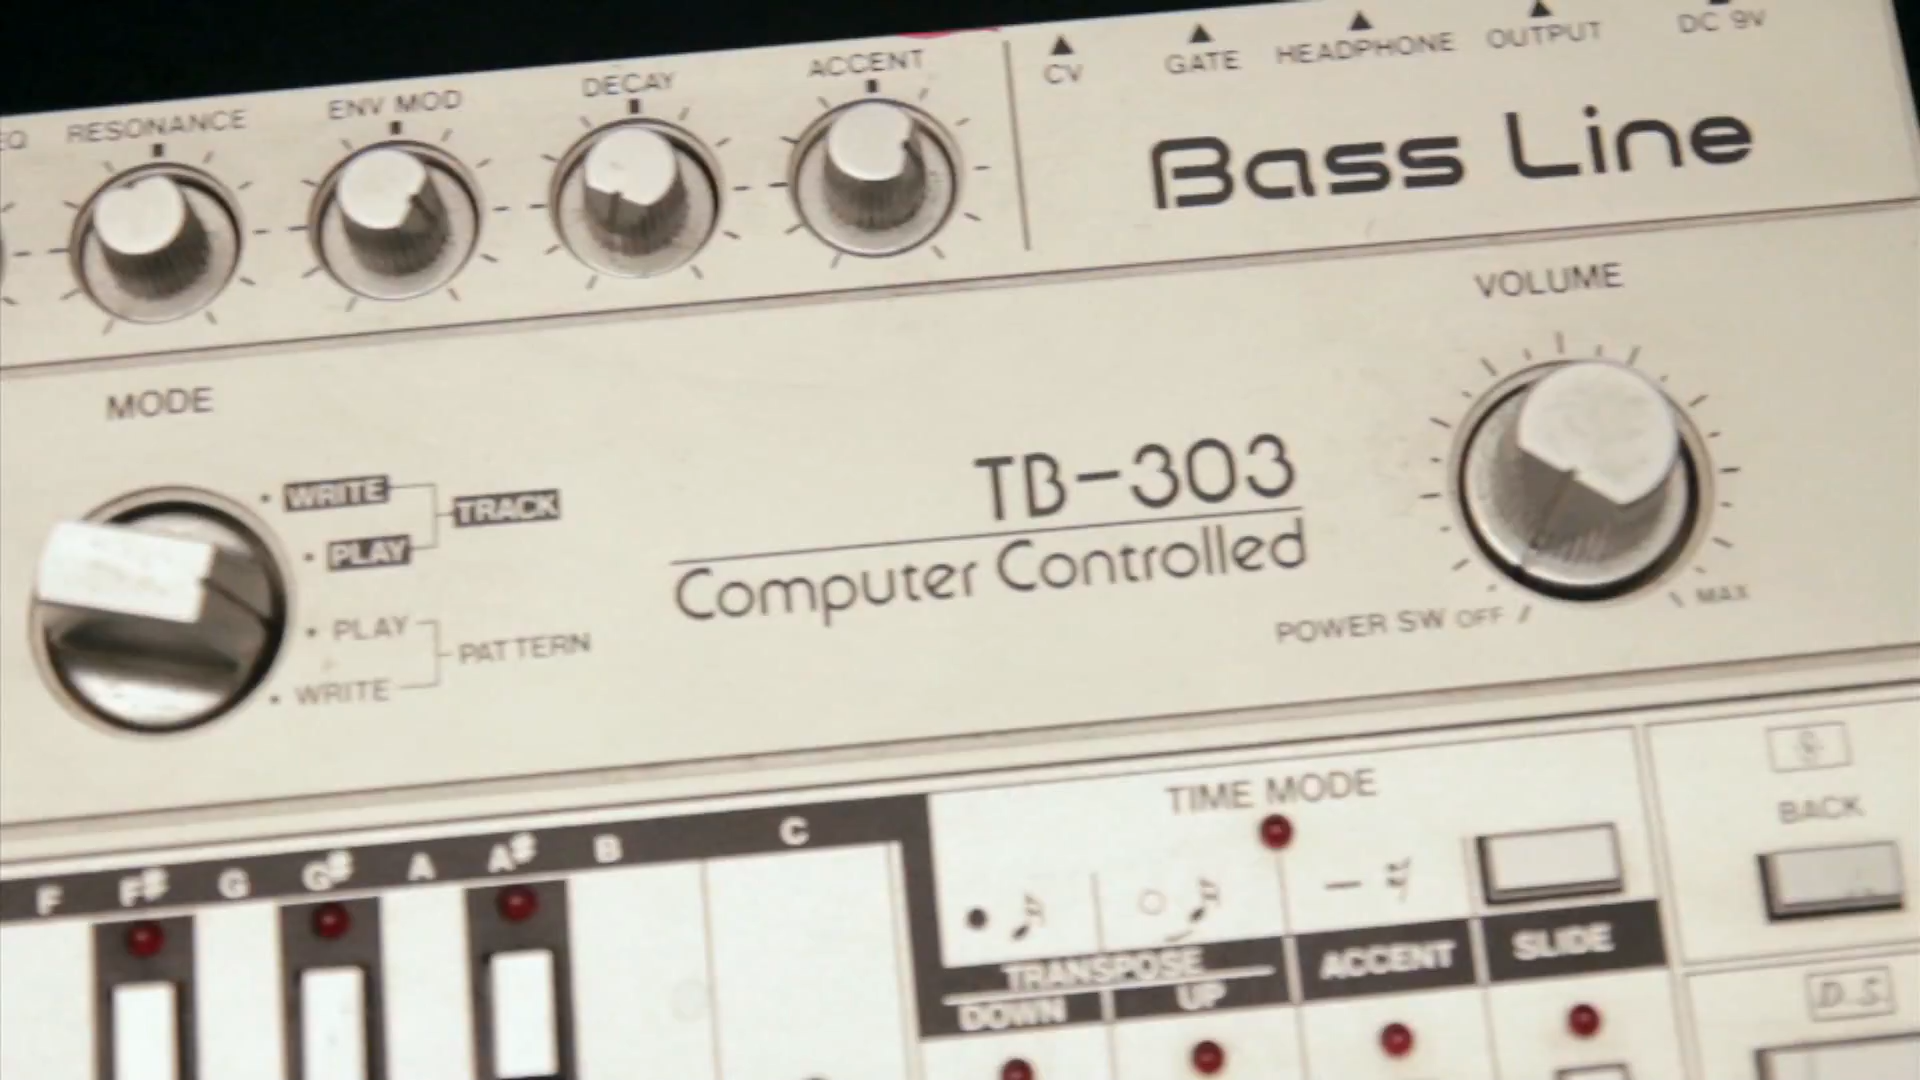 CV GATE HEADPHONE OUTPUT DC 9V
RESONANCE ENV MOD DECAY ACCENT
Bass Line
VOLUME
MODE
WRITE
TRACK
PLAY
PLAY
PATTERN
WRITE
TB-303
Computer Controlled
POWER SW OFF
MAX
TIME MODE
BACK
F F# G G# A A# B C
TRANSPOSE
DOWN UP
ACCENT
SLIDE
D.S.